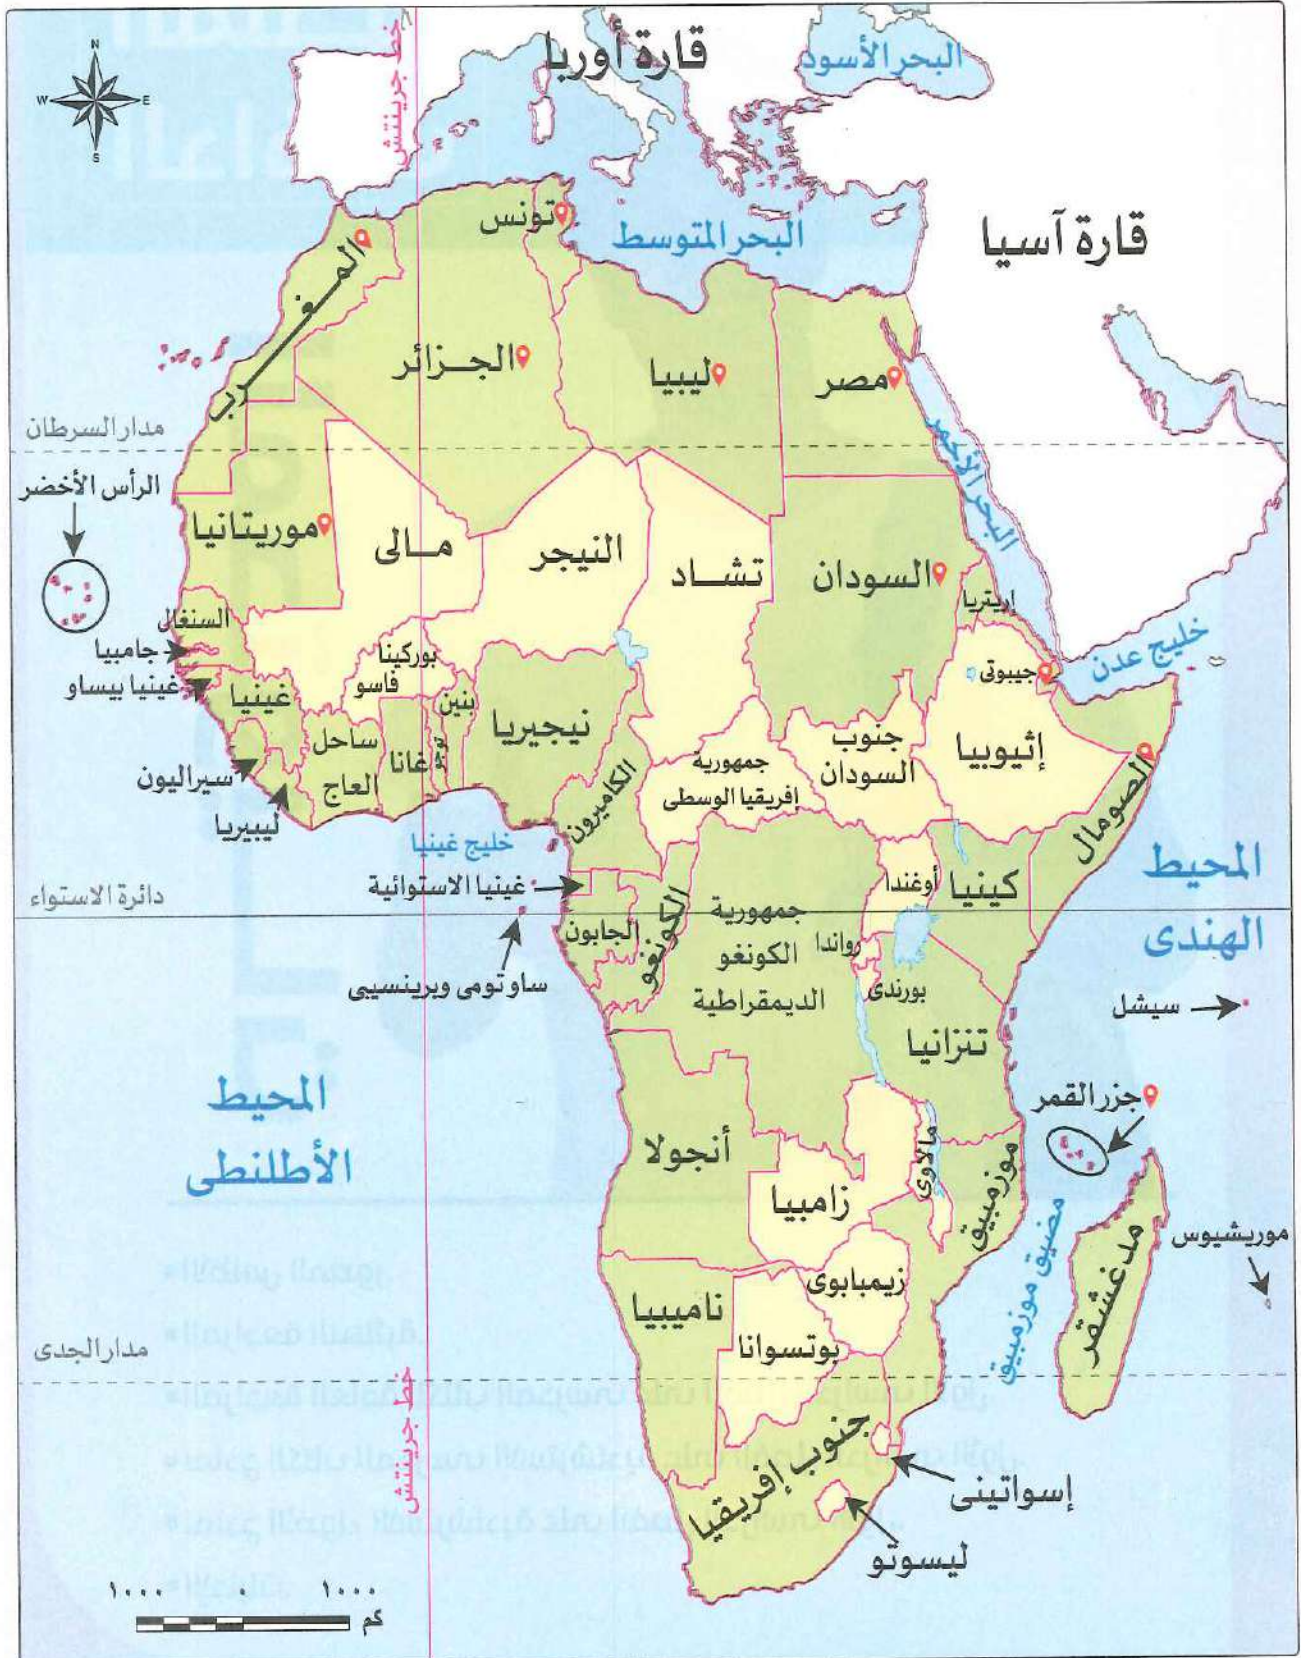 قارة أوربا
البحر الأسود
خط جرينتش
N
W
E
S
قارة آسيا
البحر المتوسط
تونس
المغرب
الجزائر
ليبيا
مصر
مدار السرطان
البحر الأحمر
الرأس الأخضر
موريتانيا
مالى
النيجر
تشاد
السودان
إريتريا
السنغال
جامبيا
غينيا بيساو
غينيا
بوركينا
فاسو
بنين
توجو
غانا
ساحل
العاج
سيراليون
ليبيريا
نيجيريا
الكاميرون
جمهورية
إفريقيا الوسطى
جنوب
السودان
إثيوبيا
جيبوتى
خليج عدن
الصومال
خليج غينيا
غينيا الاستوائية
دائرة الاستواء
ساوتومى وبرينسيبى
الجابون
الكونغو
جمهورية
الكونغو
الديمقراطية
أوغندا
كينيا
رواندا
بورندى
تنزانيا
المحيط
الهندى
سيشل
جزر القمر
المحيط
الأطلنطى
أنجولا
زامبيا
مالاوى
موزمبيق
مضيق موزمبيق
مدغشقر
موريشيوس
ناميبيا
بوتسوانا
زيمبابوى
مدار الجدى
خط جرينتش
جنوب إفريقيا
إسواتينى
ليسوتو
١٠٠٠ ٠ ١٠٠٠
كم